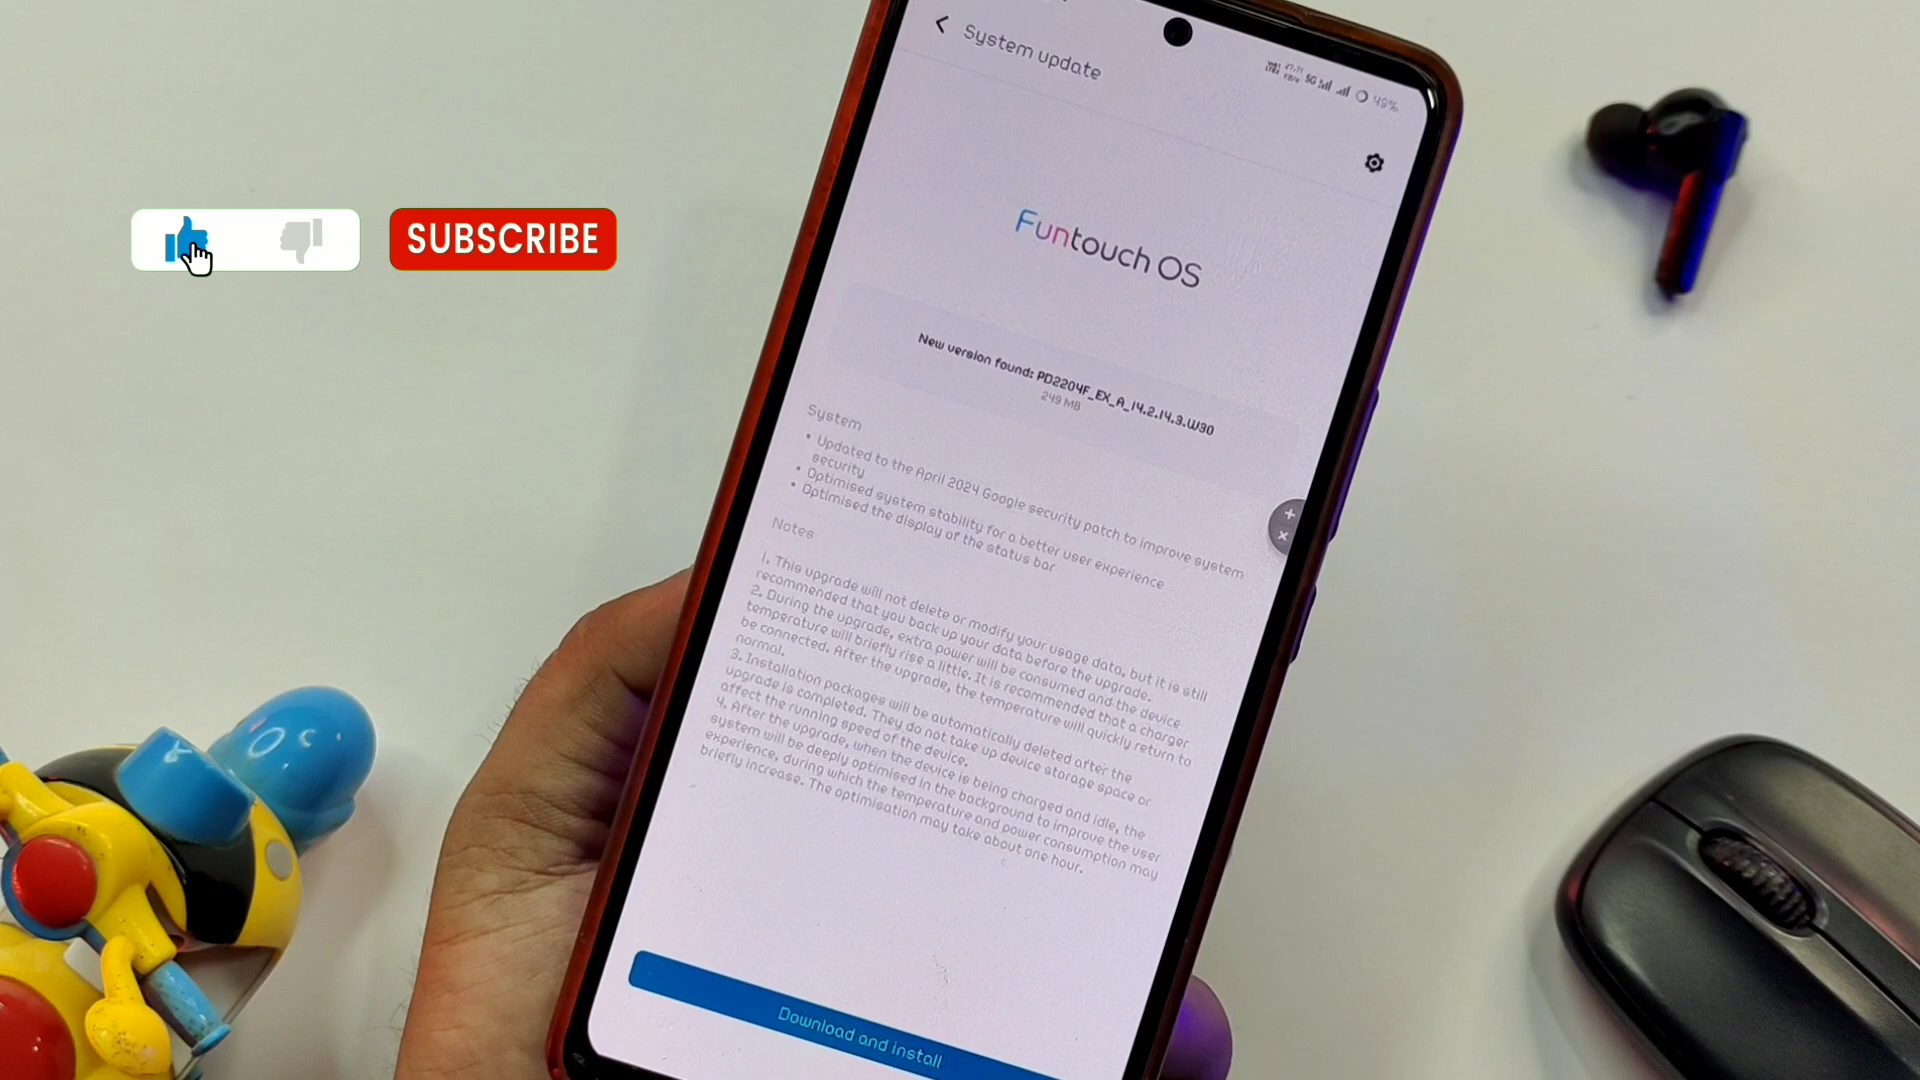 System update
5G
49%
Funtouch OS
New version found: PD2204F_EX_A_14.2.14.3.W30
249 MB
System
• Updated to the April 2024 Google security patch to improve system
security
• Optimised system stability for a better user experience
• Optimised the display of the status bar
Notes
1. This upgrade will not delete or modify your usage data, but it is still
recommended that you back up your data before the upgrade.
2. During the upgrade, extra power will be consumed and the device
temperature will briefly rise a little. It is recommended that a charger
be connected. After the upgrade, the temperature will quickly return to
normal.
3. Installation packages will be automatically deleted after the
upgrade is completed. They do not take up device storage space or
affect the running speed of the device.
4. After the upgrade, when the device is being charged and idle, the
system will be deeply optimised in the background to improve the user
experience, during which the temperature and power consumption may
briefly increase. The optimisation may take about one hour.
Download and install
SUBSCRIBE